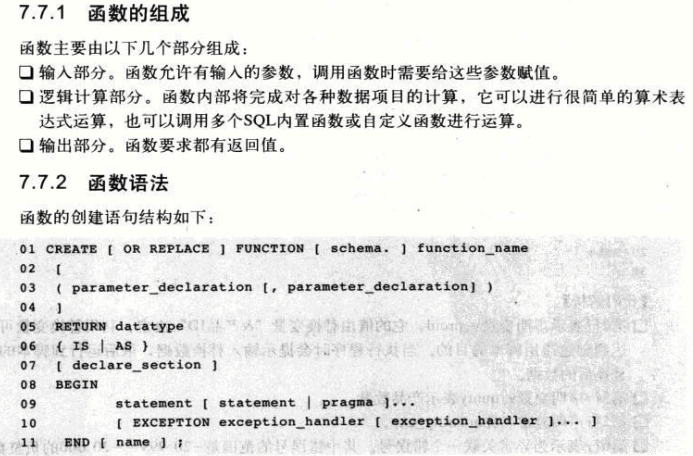 7.7.1 函数的组成
函数主要由以下几个部分组成：
❑ 输入部分。函数允许有输入的参数，调用函数时需要给这些参数赋值。
❑ 逻辑计算部分。函数内部将完成对各种数据项目的计算，它可以进行很简单的算术表
达式运算，也可以调用多个SQL内置函数或自定义函数进行运算。
❑ 输出部分。函数要求都有返回值。
7.7.2 函数语法
函数的创建语句结构如下：
01 CREATE [ OR REPLACE ] FUNCTION [ schema. ] function_name
02 [
03 ( parameter_declaration [, parameter_declaration] )
04 ]
05 RETURN datatype
06 { IS | AS }
07 [ declare_section ]
08 BEGIN
09 statement [ statement | pragma ]...
10 [ EXCEPTION exception_handler [ exception_handler ]... ]
11 END [ name ] ;